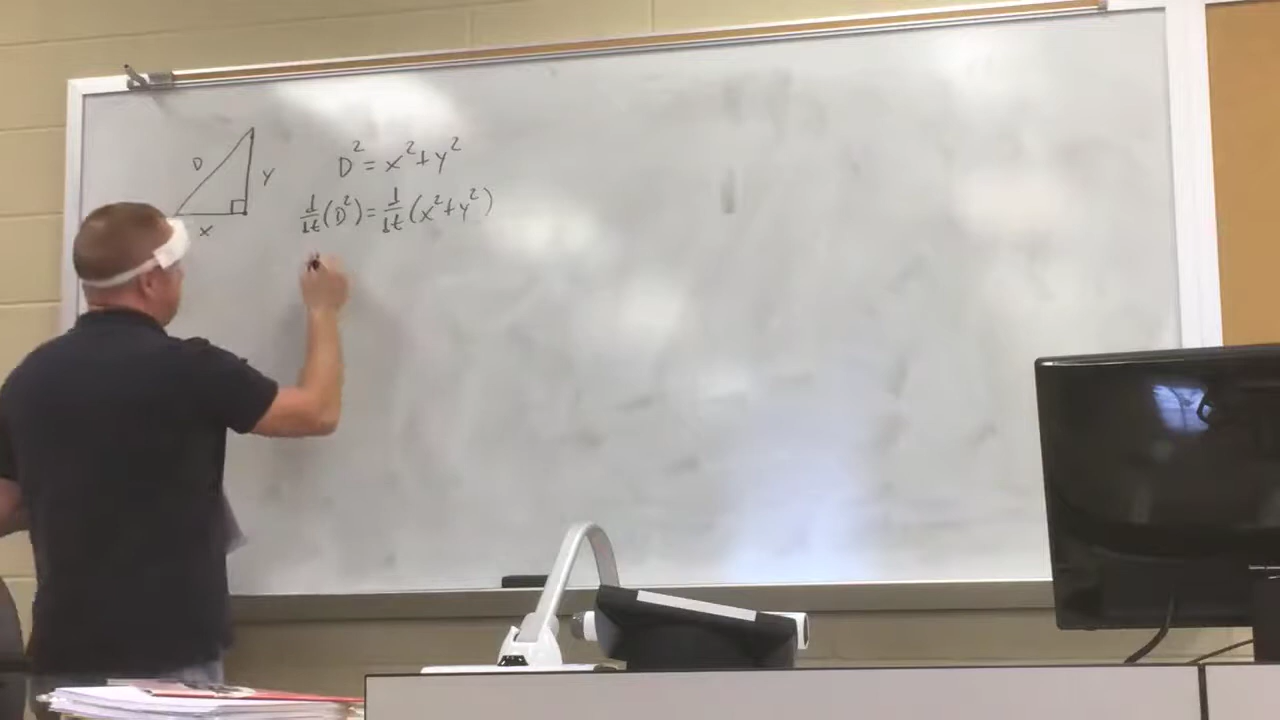 D
y
x
D² = x² + y²
d/dt (D²) = d/dt (x² + y²)